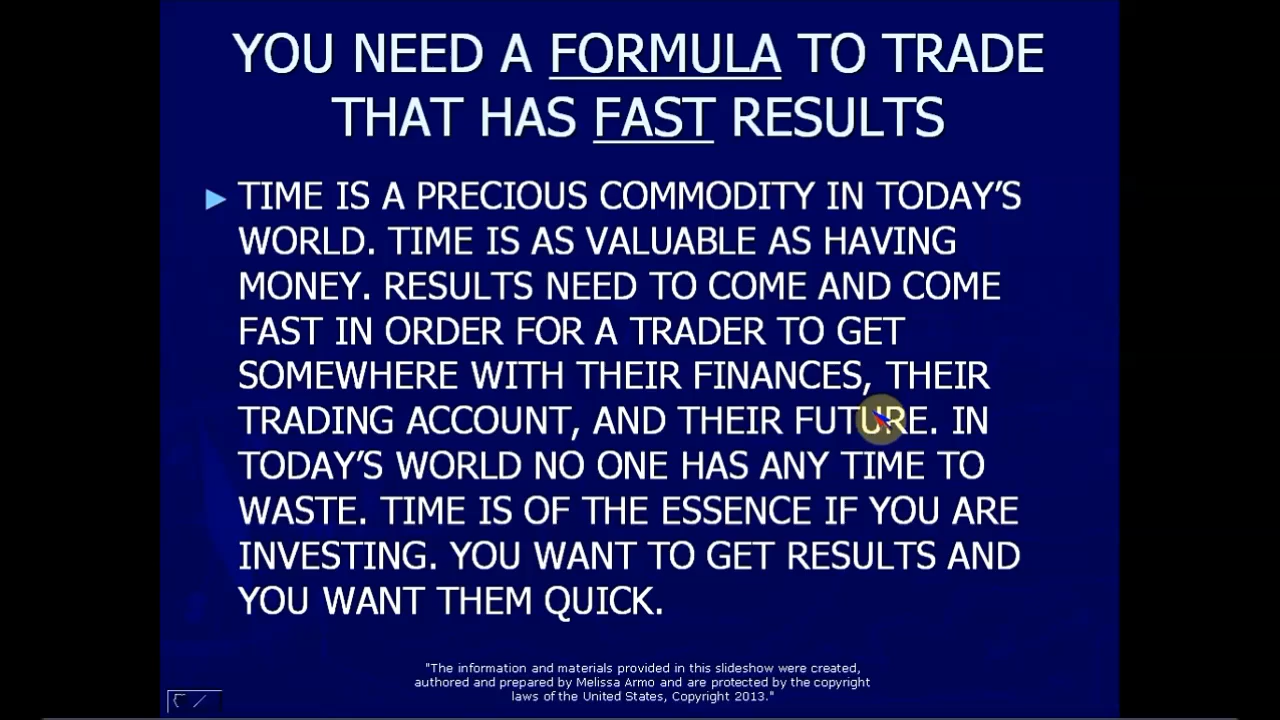 YOU NEED A FORMULA TO TRADE
THAT HAS FAST RESULTS
TIME IS A PRECIOUS COMMODITY IN TODAY'S
WORLD. TIME IS AS VALUABLE AS HAVING
MONEY. RESULTS NEED TO COME AND COME
FAST IN ORDER FOR A TRADER TO GET
SOMEWHERE WITH THEIR FINANCES, THEIR
TRADING ACCOUNT, AND THEIR FUTURE. IN
TODAY'S WORLD NO ONE HAS ANY TIME TO
WASTE. TIME IS OF THE ESSENCE IF YOU ARE
INVESTING. YOU WANT TO GET RESULTS AND
YOU WANT THEM QUICK.
"The information and materials provided in this slideshow were created,
authored and prepared by Melissa Armo and are protected by the copyright
laws of the United States, Copyright 2013."